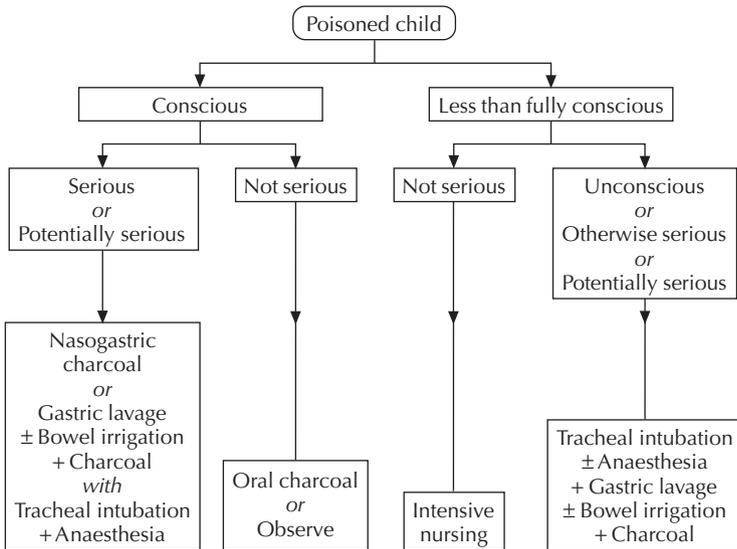 Poisoned child
Conscious
Less than fully conscious
Serious
or
Potentially serious
Not serious
Not serious
Unconscious
or
Otherwise serious
or
Potentially serious
Nasogastric
charcoal
or
Gastric lavage
± Bowel irrigation
+ Charcoal
with
Tracheal intubation
+ Anaesthesia
Oral charcoal
or
Observe
Intensive
nursing
Tracheal intubation
± Anaesthesia
+ Gastric lavage
± Bowel irrigation
+ Charcoal